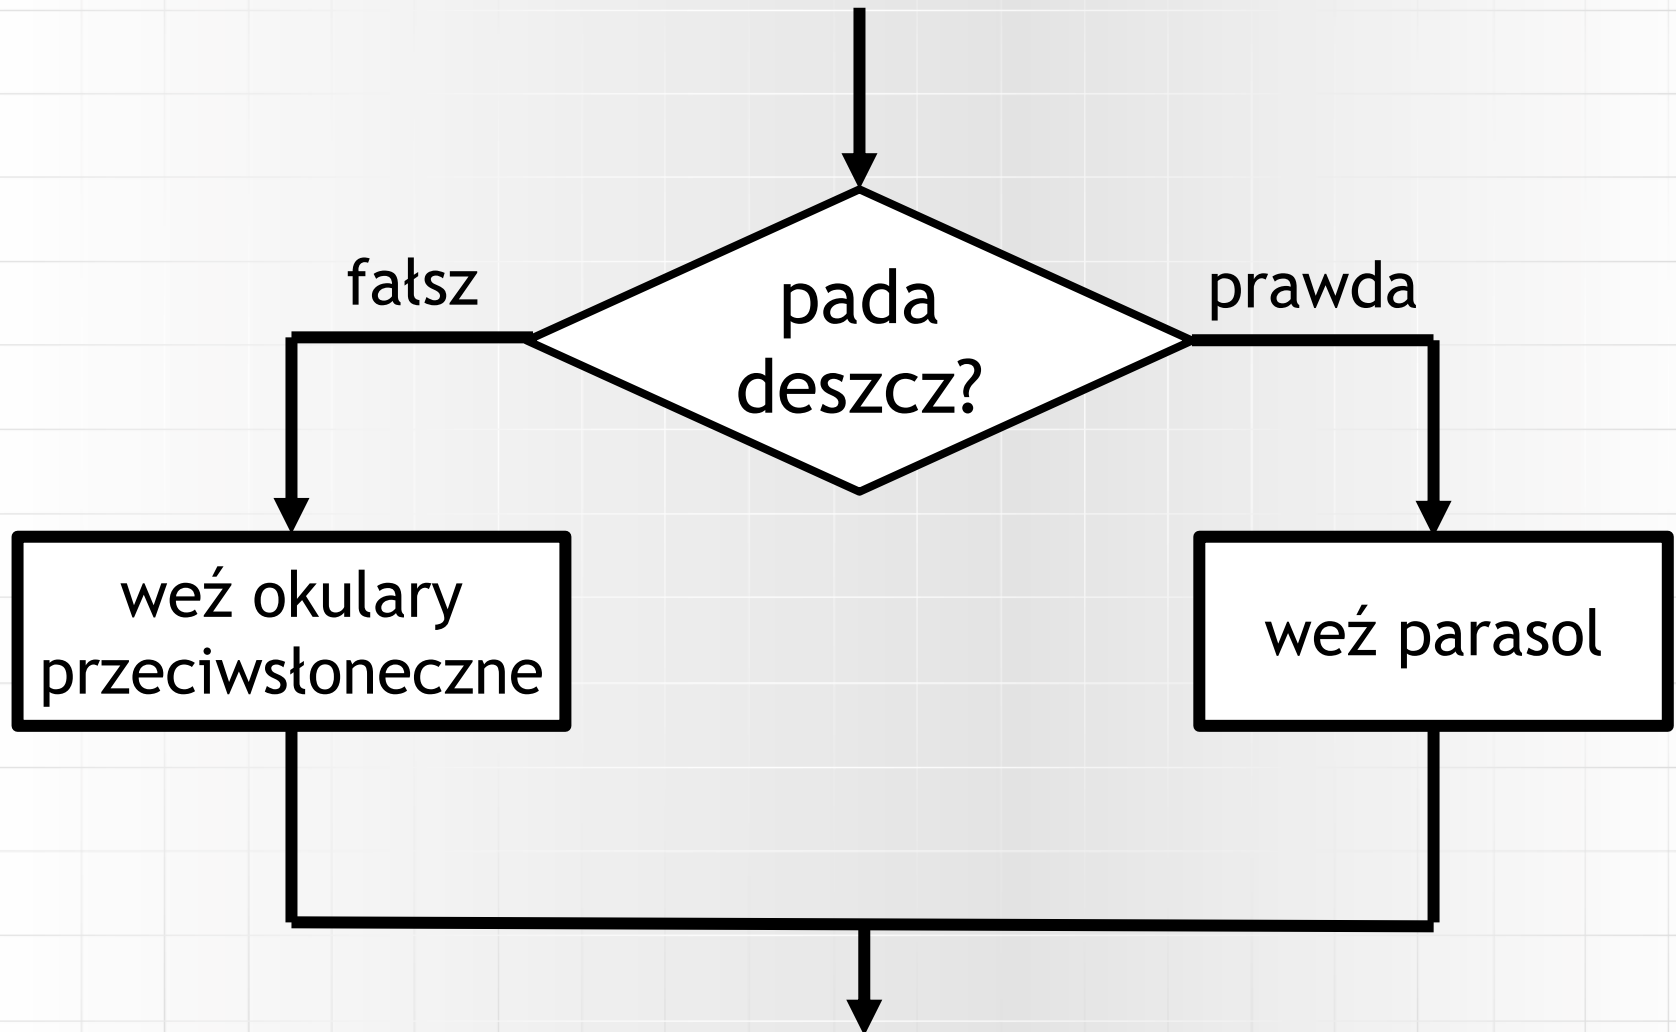 fałsz
pada
deszcz?
prawda
weź okulary
przeciwsłoneczne
weź parasol